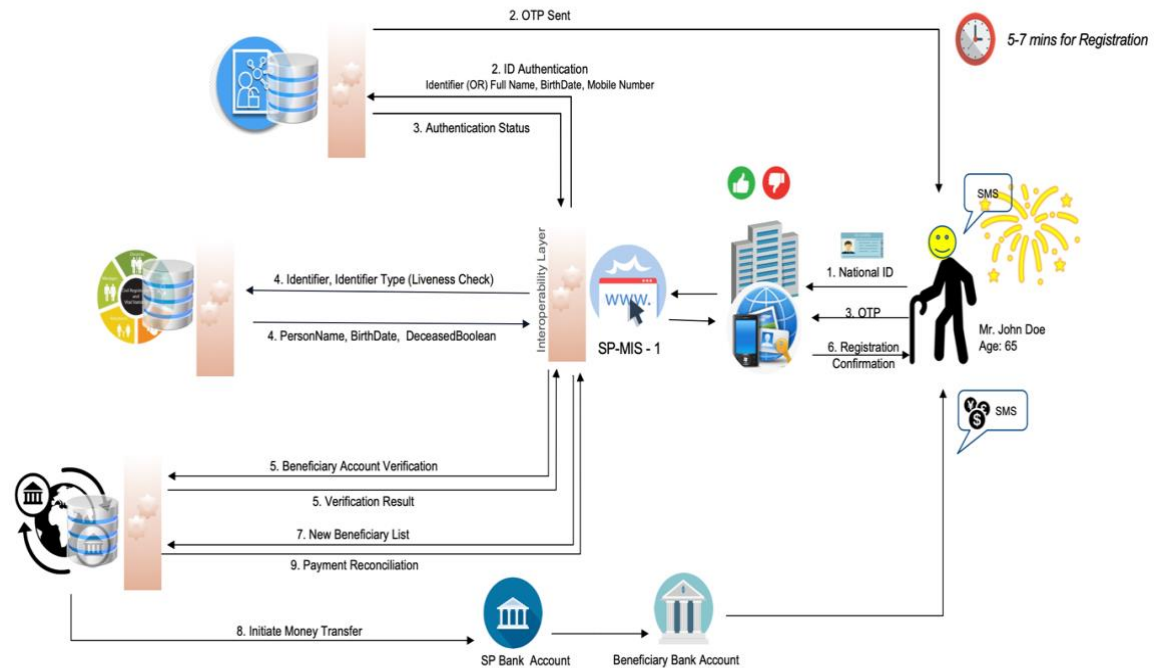 2. OTP Sent
5-7 mins for Registration
2. ID Authentication
Identifier (OR) Full Name, BirthDate, Mobile Number
3. Authentication Status
SMS
1. National ID
4. Identifier, Identifier Type (Liveness Check)
Interoperability Layer
www.
3. OTP
4. PersonName, BirthDate, DeceasedBoolean
SP-MIS - 1
Mr. John Doe
Age: 65
6. Registration
Confirmation
SMS
5. Beneficiary Account Verification
5. Verification Result
7. New Beneficiary List
9. Payment Reconciliation
8. Initiate Money Transfer
SP Bank Account
Beneficiary Bank Account